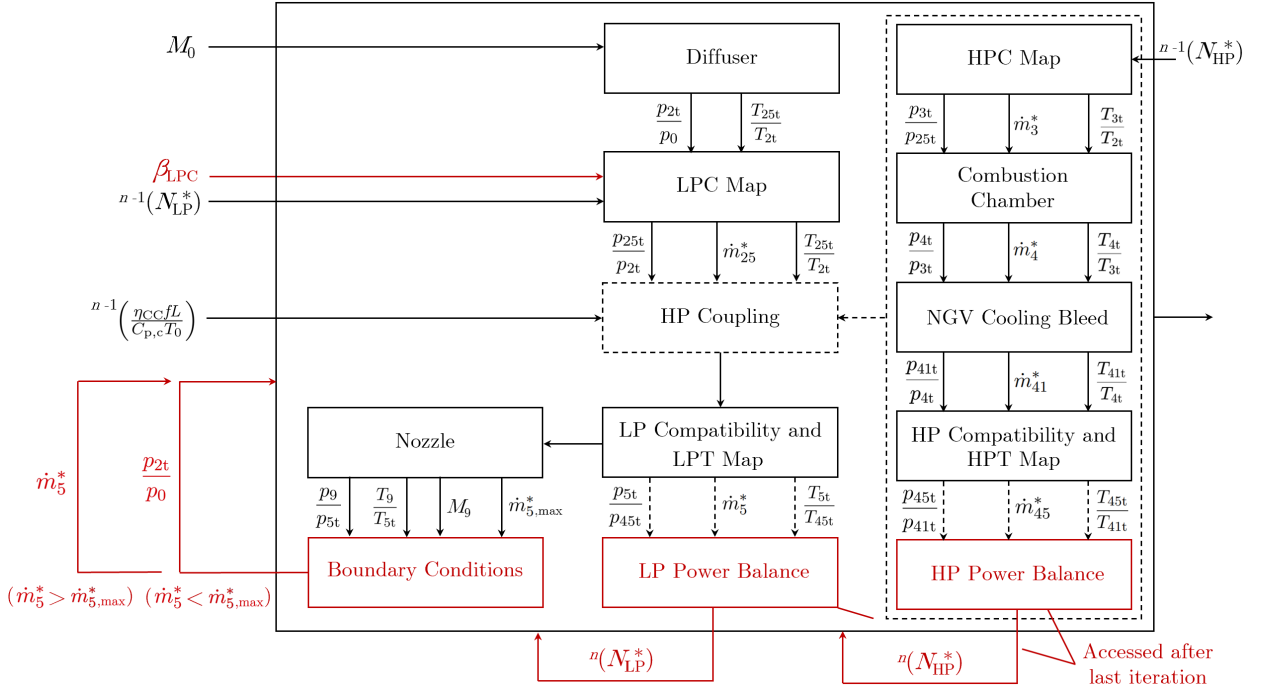 M₀
Diffuser
HPC Map
ⁿ⁻¹(N*_HP)
p_2t/p_0
T_25t/T_2t
p_3t/p_25t
ṁ*_3
T_3t/T_2t
β_LPC
ⁿ⁻¹(N*_LP)
LPC Map
Combustion
Chamber
p_25t/p_2t
ṁ*_25
T_25t/T_2t
p_4t/p_3t
ṁ*_4
T_4t/T_3t
ⁿ⁻¹(η_CC fL/C_p,c T_0)
HP Coupling
NGV Cooling Bleed
p_41t/p_4t
ṁ*_41
T_41t/T_4t
Nozzle
LP Compatibility and
LPT Map
HP Compatibility and
HPT Map
ṁ*_5
p_2t/p_0
p_9/p_5t
T_9/T_5t
M_9
ṁ*_5,max
p_5t/p_45t
ṁ*_5
T_5t/T_45t
p_45t/p_41t
ṁ*_45
T_45t/T_41t
Boundary Conditions
LP Power Balance
HP Power Balance
(ṁ*_5 > ṁ*_5,max)
(ṁ*_5 < ṁ*_5,max)
ⁿ(N*_LP)
ⁿ(N*_HP)
Accessed after
last iteration